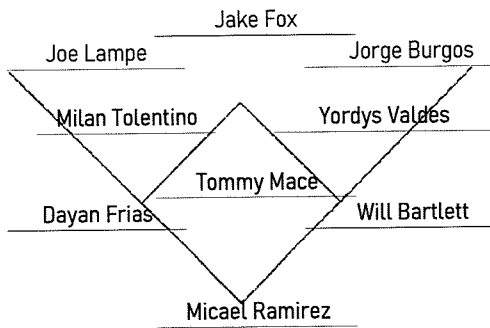 Jake Fox
Joe Lampe
Jorge Burgos
Milan Tolentino
Yordys Valdes
Tommy Mace
Dayan Frias
Will Bartlett
Micael Ramirez